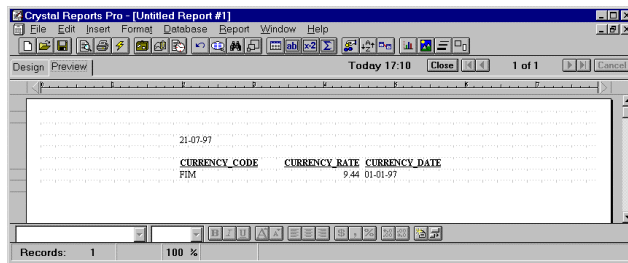 Crystal Reports Pro - [Untitled Report #1]
File Edit Insert Format Database Report Window Help
Design Preview Today 17:10 Close 1 of 1 Cancel
21-07-97
CURRENCY_CODE CURRENCY_RATE CURRENCY_DATE
FIM 9.44 01-01-97
Records: 1 100 %